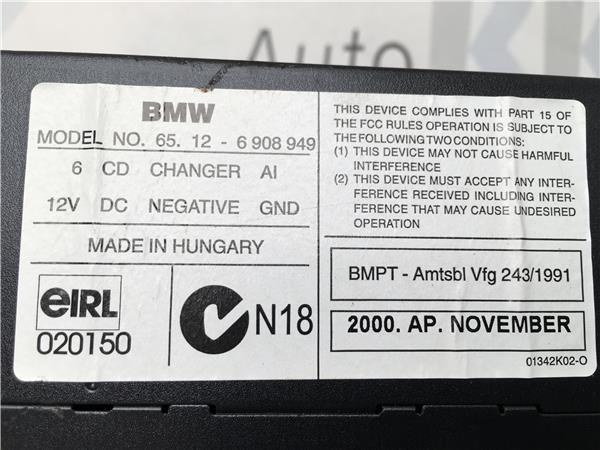 Auto
BMW
MODEL NO. 65. 12 - 6 908 949
6 CD CHANGER AI
12V DC NEGATIVE GND
MADE IN HUNGARY
eIRL
020150
N18
THIS DEVICE COMPLIES WITH PART 15 OF
THE FCC RULES OPERATION IS SUBJECT TO
THE FOLLOWING TWO CONDITIONS:
(1) THIS DEVICE MAY NOT CAUSE HARMFUL
INTERFERENCE
(2) THIS DEVICE MUST ACCEPT ANY INTER-
FERENCE RECEIVED INCLUDING INTER-
FERENCE THAT MAY CAUSE UNDESIRED
OPERATION
BMPT - Amtsbl Vfg 243/1991
2000. AP. NOVEMBER
01342K02-O